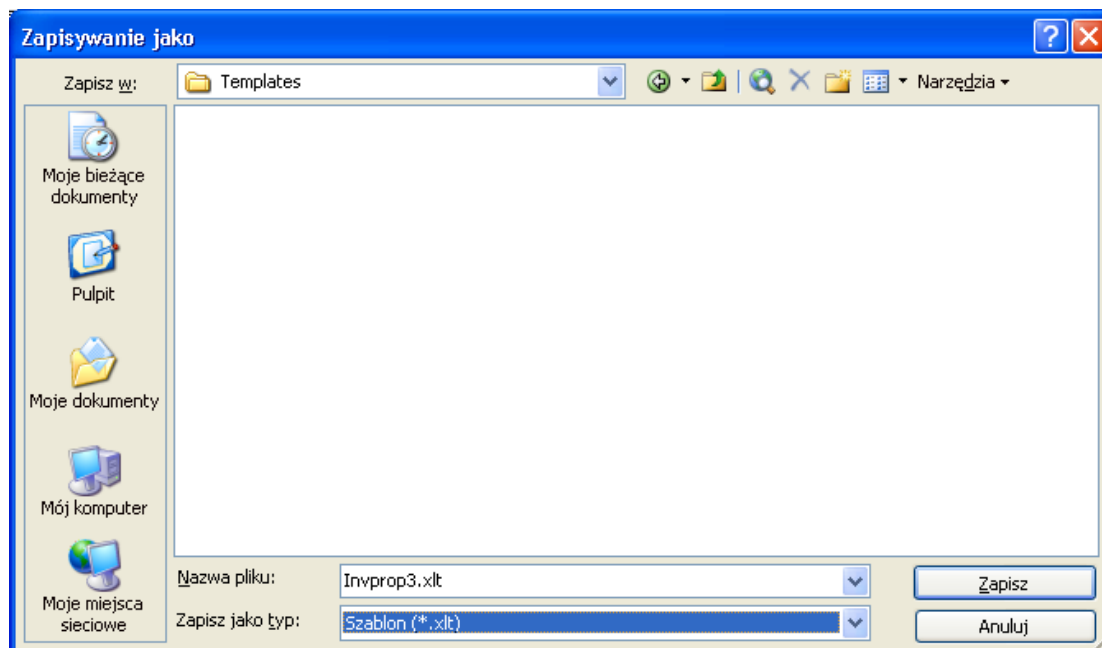 Zapisywanie jako
Zapisz w:
Templates
Narzędzia
Moje bieżące
dokumenty
Pulpit
Moje dokumenty
Mój komputer
Moje miejsca
sieciowe
Nazwa pliku:
Invprop3.xlt
Zapisz
Zapisz jako typ:
Szablon (*.xlt)
Anuluj